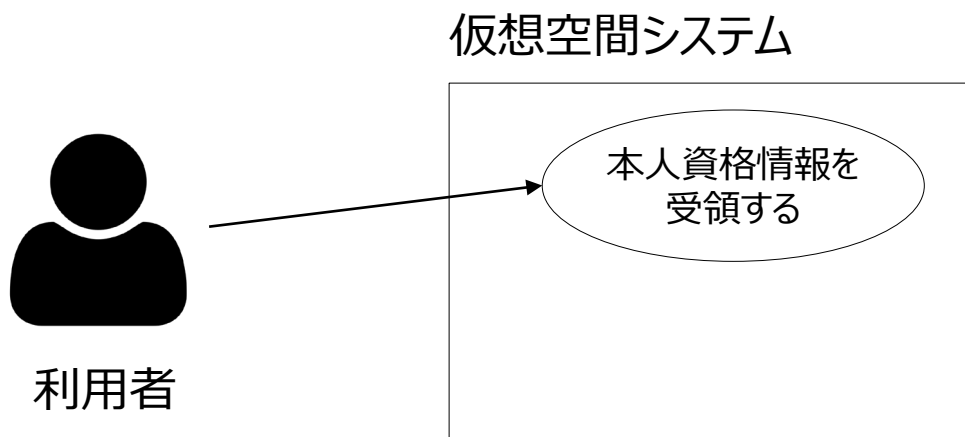 仮想空間システム
本人資格情報を
受領する
利用者